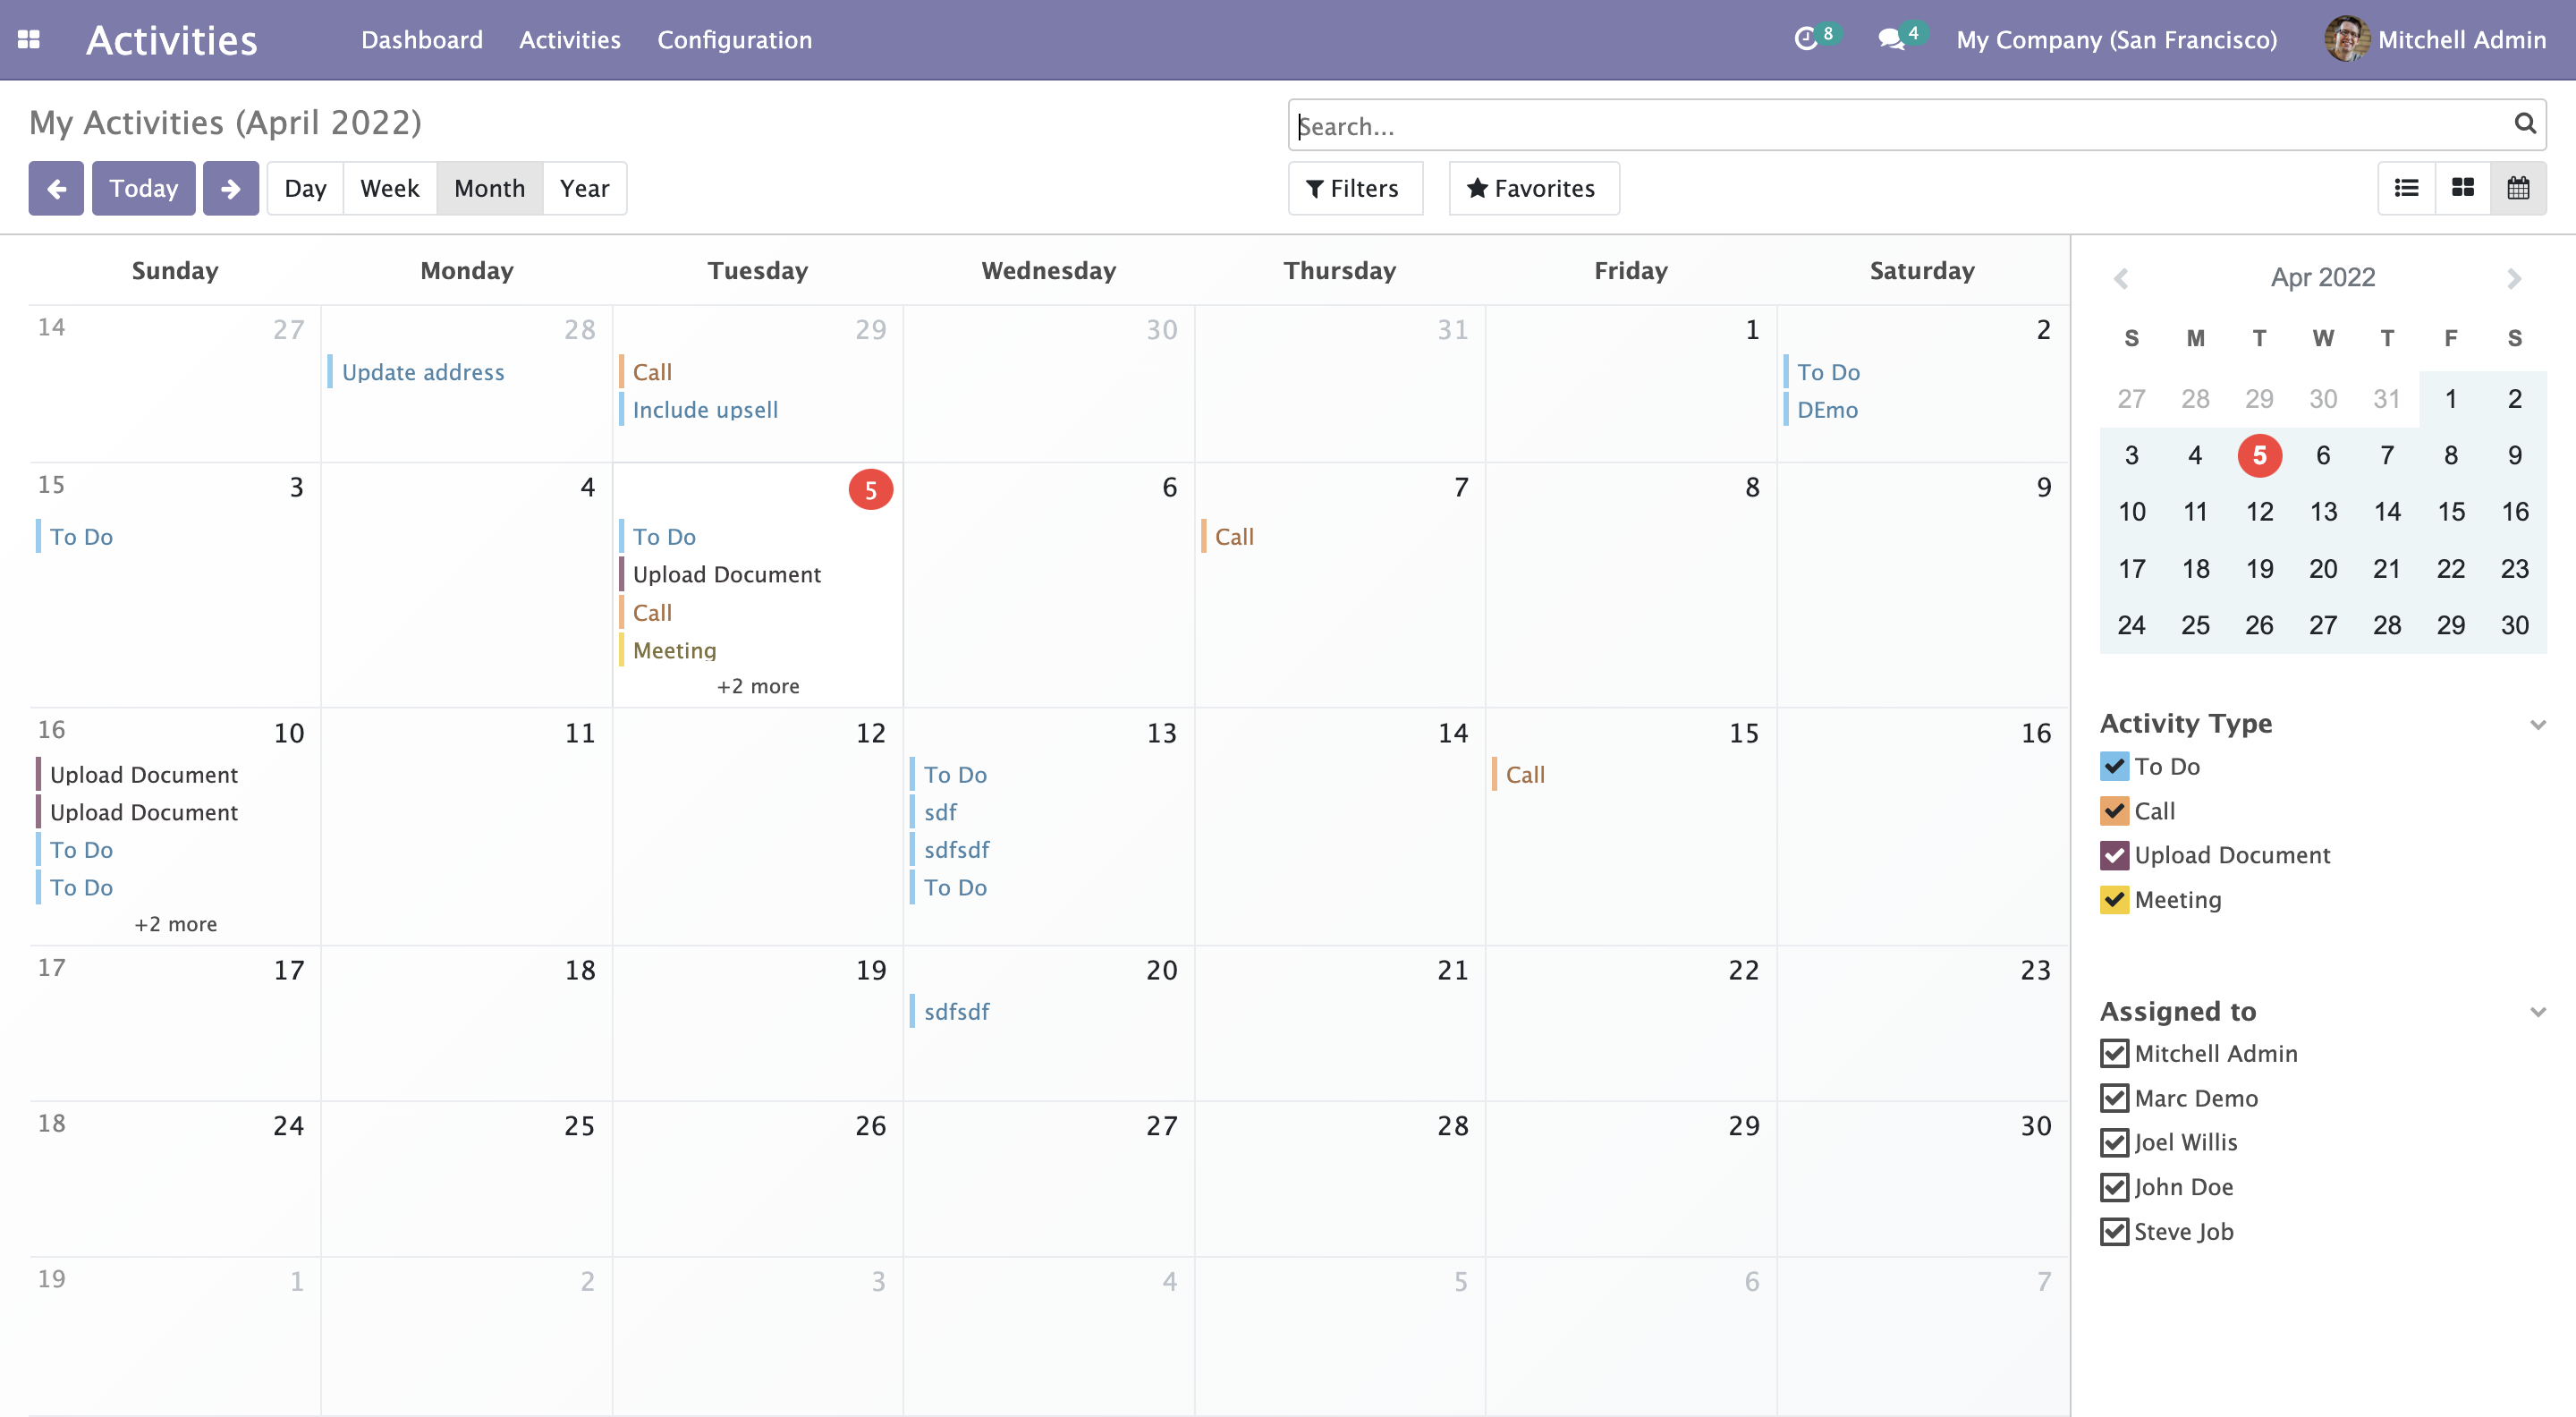 Activities Dashboard Activities Configuration 8 4 My Company (San Francisco) Mitchell Admin
My Activities (April 2022)
Search...
Today Day Week Month Year Filters Favorites
Sunday Monday Tuesday Wednesday Thursday Friday Saturday
14 27 28 29 30 31 1 2
Update address Call To Do
Include upsell DEmo
15 3 4 5 6 7 8 9
To Do To Do Call
Upload Document
Call
Meeting
+2 more
16 10 11 12 13 14 15 16
Upload Document To Do Call
Upload Document sdf
To Do sdfsdf
To Do To Do
+2 more
17 17 18 19 20 21 22 23
sdfsdf
18 24 25 26 27 28 29 30
19 1 2 3 4 5 6 7
Apr 2022
S M T W T F S
27 28 29 30 31 1 2
3 4 5 6 7 8 9
10 11 12 13 14 15 16
17 18 19 20 21 22 23
24 25 26 27 28 29 30
Activity Type
To Do
Call
Upload Document
Meeting
Assigned to
Mitchell Admin
Marc Demo
Joel Willis
John Doe
Steve Job